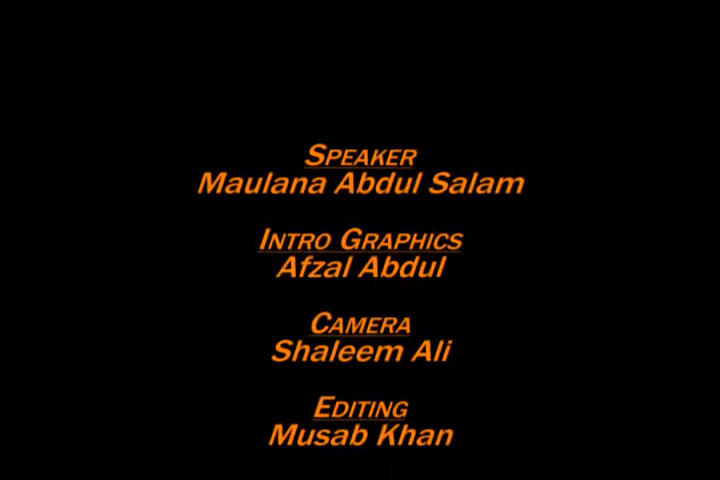 SPEAKER
Maulana Abdul Salam
INTRO GRAPHICS
Afzal Abdul
CAMERA
Shaleem Ali
EDITING
Musab Khan